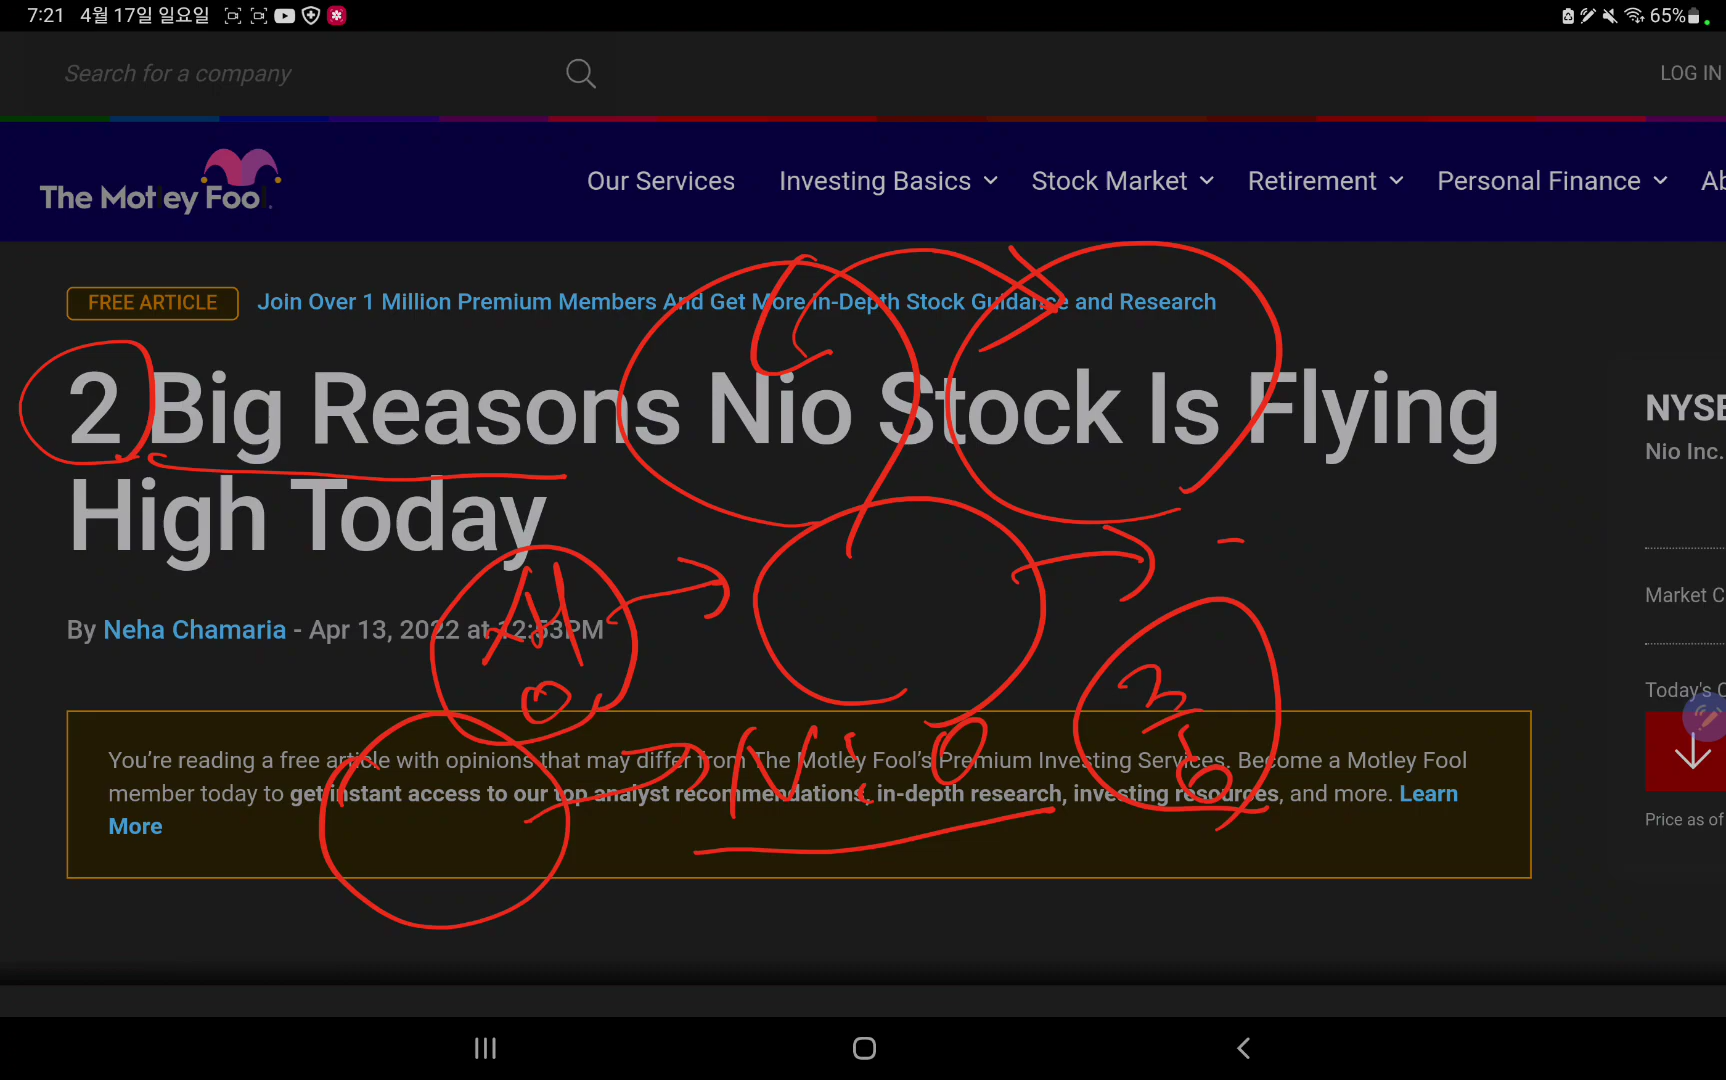 7:21 4월 17일 일요일 65%
Search for a company
LOG IN
The Motley Fool.
Our Services Investing Basics Stock Market Retirement Personal Finance Ab
FREE ARTICLE Join Over 1 Million Premium Members And Get More In-Depth Stock Guidance and Research
2 Big Reasons Nio Stock Is Flying
High Today
By Neha Chamaria - Apr 13, 2022 at 12:53PM
You’re reading a free article with opinions that may differ from The Motley Fool’s Premium Investing Services. Become a Motley Fool
member today to get instant access to our top analyst recommendations, in-depth research, investing resources, and more. Learn
More
Nio
NYSE
Nio Inc.
Market C
Today's C
Price as of